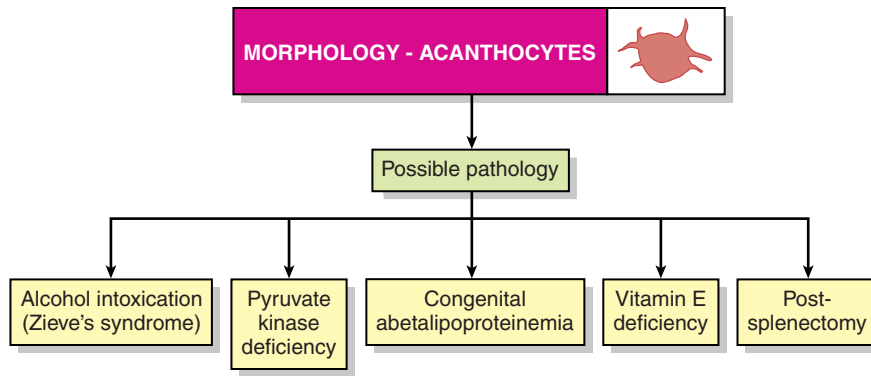 MORPHOLOGY - ACANTHOCYTES
Possible pathology
Alcohol intoxication
(Zieve's syndrome)
Pyruvate
kinase
deficiency
Congenital
abetalipoproteinemia
Vitamin E
deficiency
Post-
splenectomy